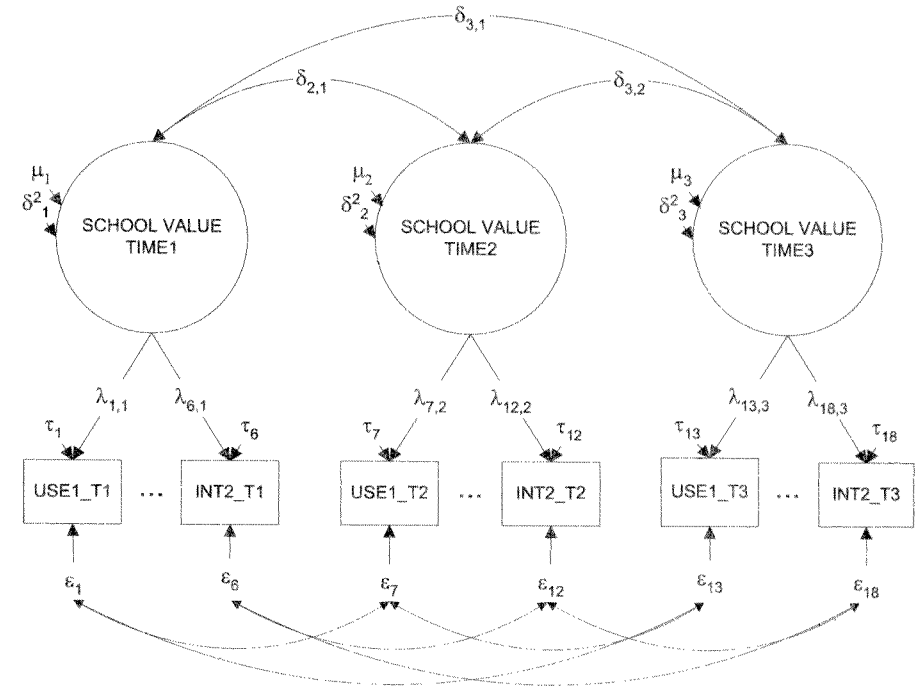 δ3,1
δ2,1 δ3,2
μ1 μ2 μ3
δ²1 δ²2 δ²3
SCHOOL VALUE SCHOOL VALUE SCHOOL VALUE
TIME1 TIME2 TIME3
λ1,1 λ6,1 λ7,2 λ12,2 λ13,3 λ18,3
τ1 τ6 τ7 τ12 τ13 τ18
USE1_T1 ... INT2_T1 USE1_T2 ... INT2_T2 USE1_T3 ... INT2_T3
ε1 ε6 ε7 ε12 ε13 ε18